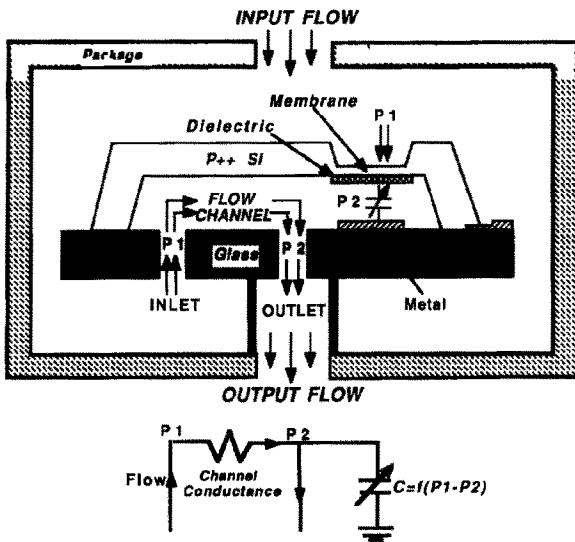 INPUT FLOW
Package
Membrane
P 1
Dielectric
P++ Si
P 2
FLOW
CHANNEL
P 1
Glass
P 2
INLET
OUTLET
Metal
OUTPUT FLOW
P 1
P 2
Flow
Channel
Conductance
C=f(P1-P2)